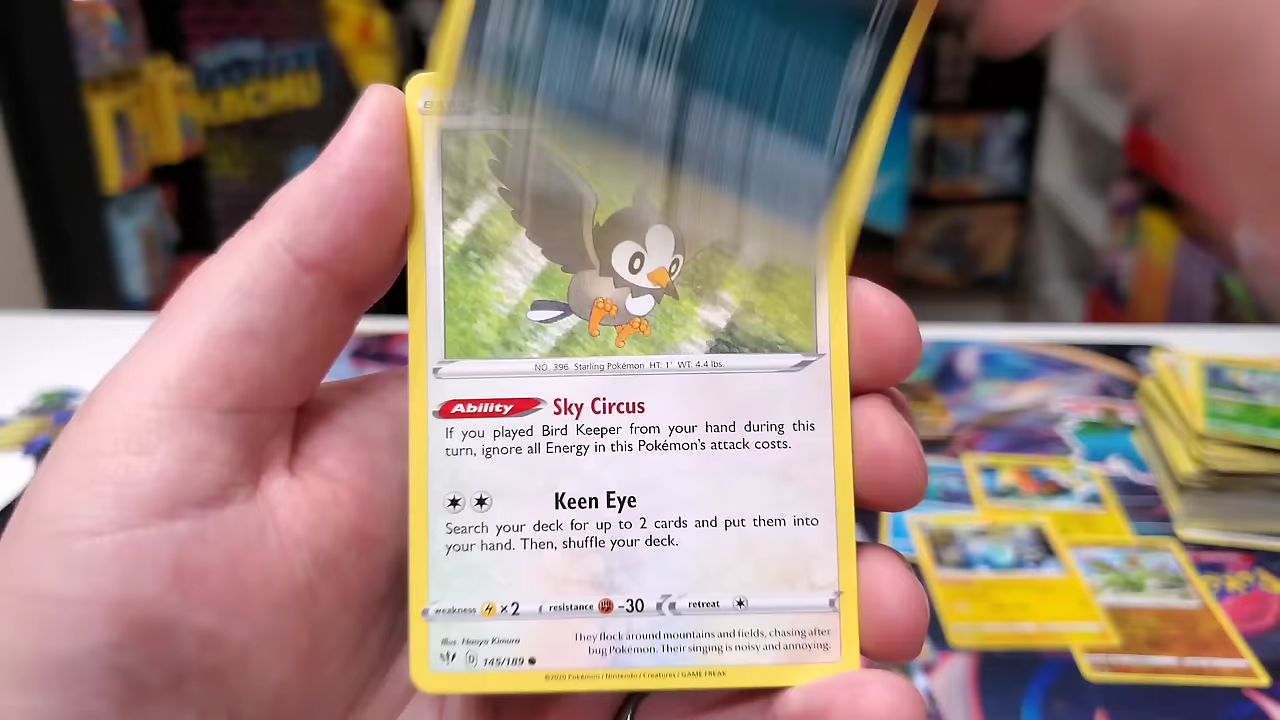 NO. 396 Starling Pokémon HT: 1' WT: 4.4 lbs.
Ability Sky Circus
If you played Bird Keeper from your hand during this
turn, ignore all Energy in this Pokémon's attack costs.
Keen Eye
Search your deck for up to 2 cards and put them into
your hand. Then, shuffle your deck.
weakness ×2 resistance -30 retreat
Illus. Naoyo Kimura
They flock around mountains and fields, chasing after
bug Pokémon. Their singing is noisy and annoying.
D 145/189
©2020 Pokémon / Nintendo / Creatures / GAME FREAK